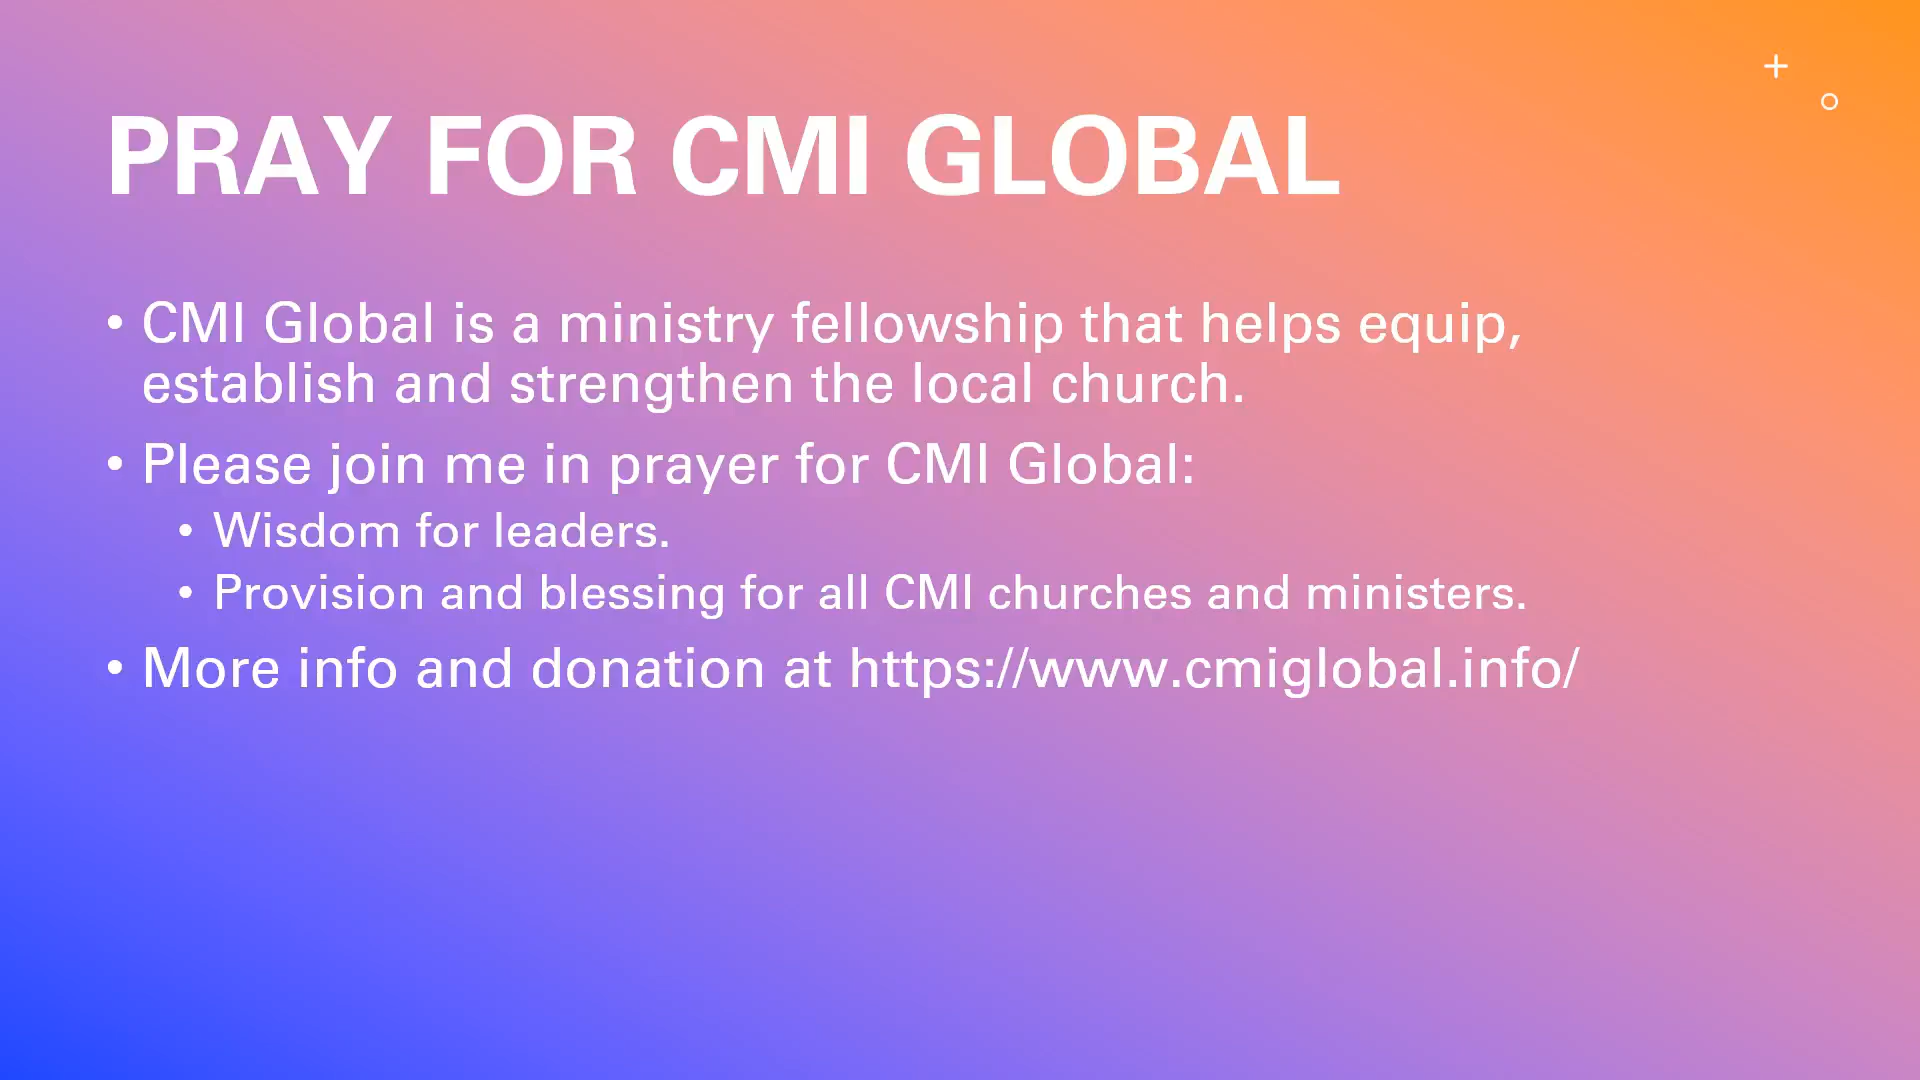 PRAY FOR CMI GLOBAL
• CMI Global is a ministry fellowship that helps equip,
establish and strengthen the local church.
• Please join me in prayer for CMI Global:
• Wisdom for leaders.
• Provision and blessing for all CMI churches and ministers.
• More info and donation at https://www.cmiglobal.info/